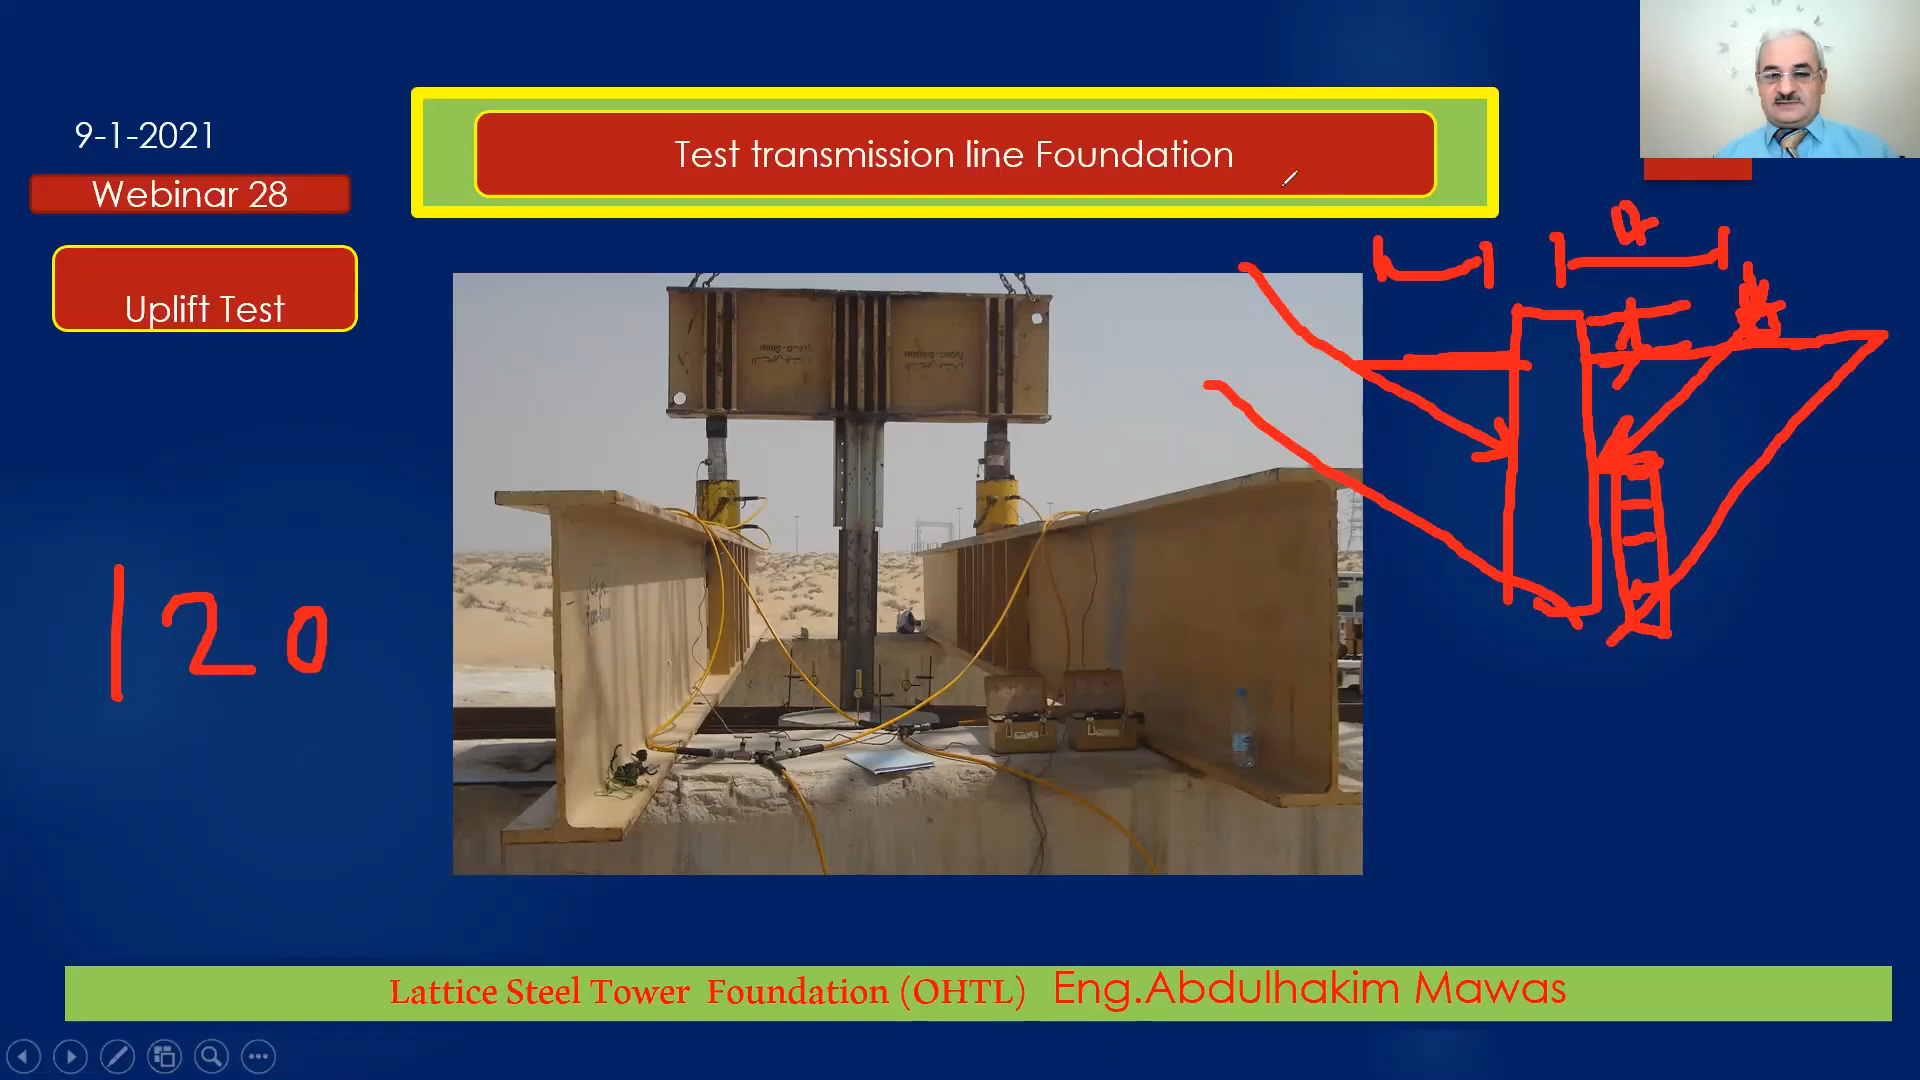 9-1-2021
Webinar 28
Uplift Test
Test transmission line Foundation
120
Lattice Steel Tower Foundation (OHTL) Eng.Abdulhakim Mawas